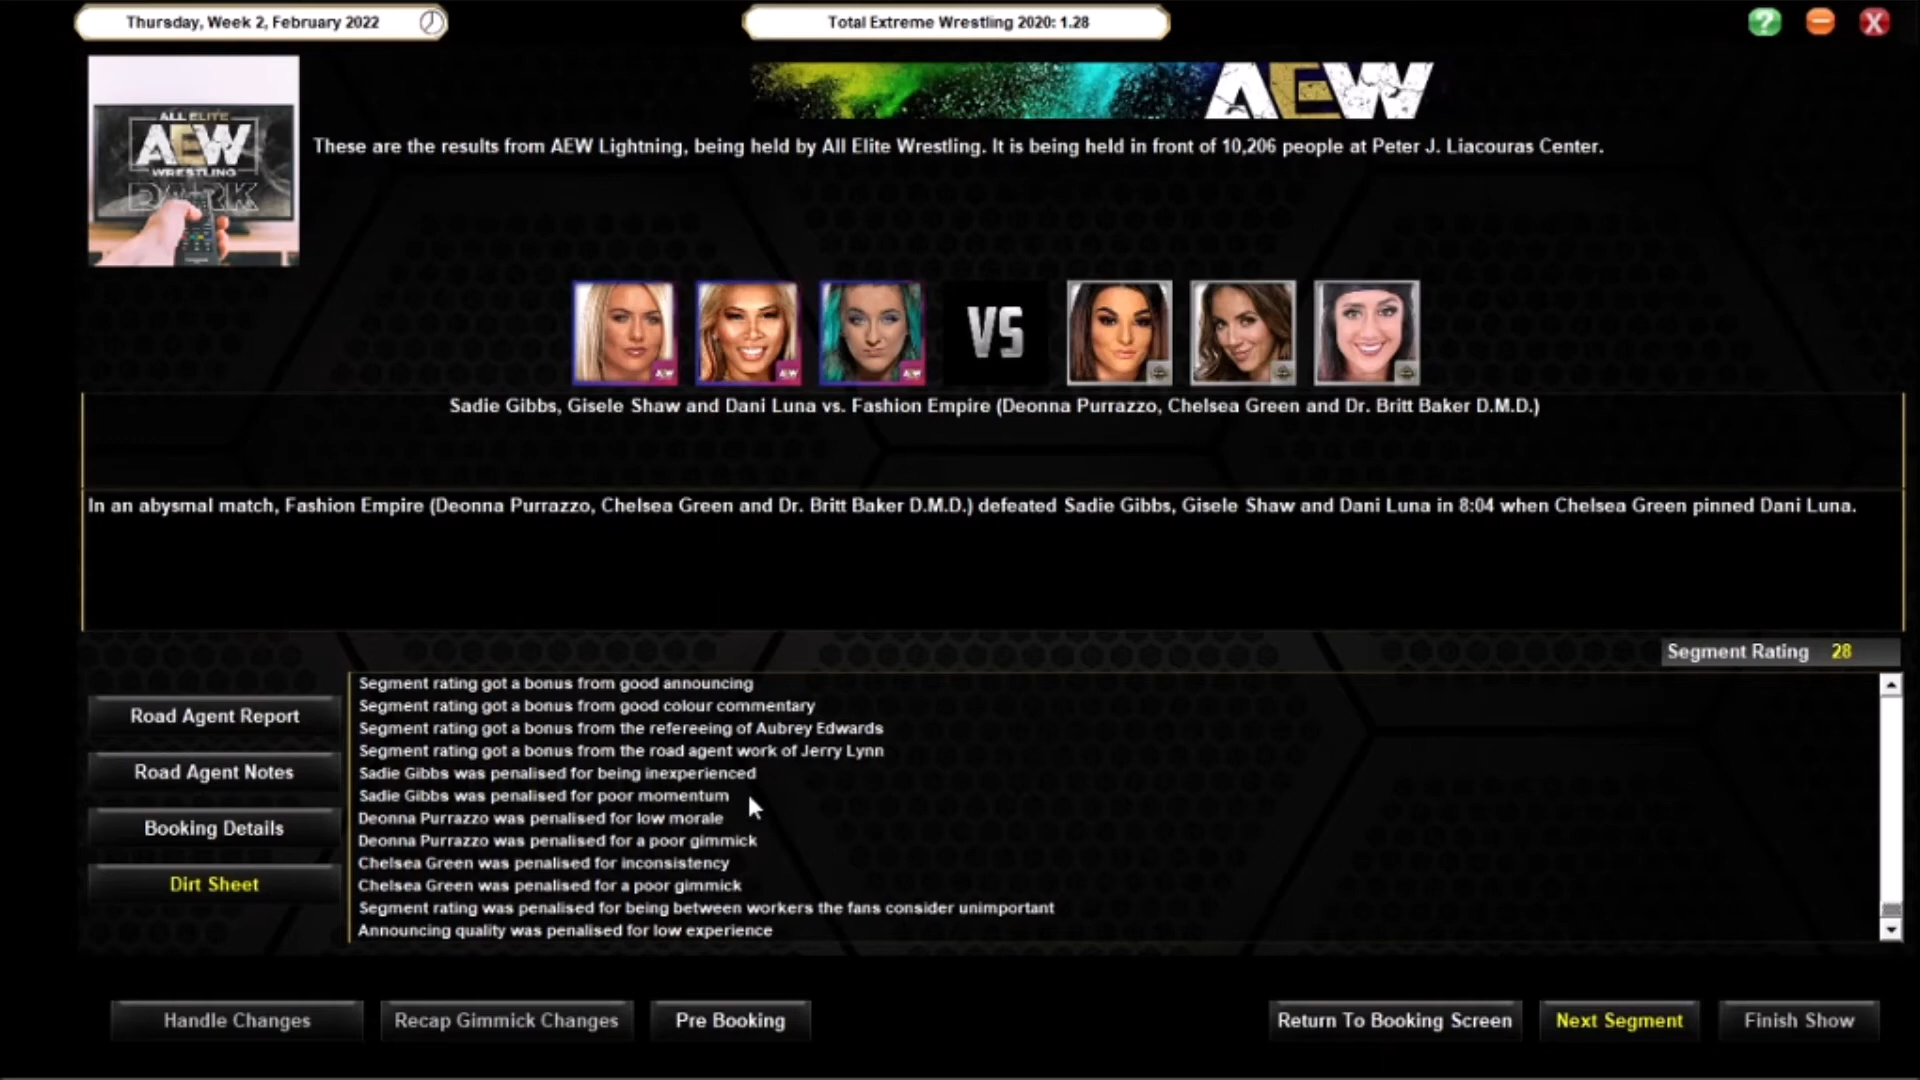 Thursday, Week 2, February 2022
Total Extreme Wrestling 2020: 1.28
?
X
AEW
ALL ELITE
AEW
WRESTLING
DARK
These are the results from AEW Lightning, being held by All Elite Wrestling. It is being held in front of 10,206 people at Peter J. Liacouras Center.
AEW AEW AEW
VS
Sadie Gibbs, Gisele Shaw and Dani Luna vs. Fashion Empire (Deonna Purrazzo, Chelsea Green and Dr. Britt Baker D.M.D.)
In an abysmal match, Fashion Empire (Deonna Purrazzo, Chelsea Green and Dr. Britt Baker D.M.D.) defeated Sadie Gibbs, Gisele Shaw and Dani Luna in 8:04 when Chelsea Green pinned Dani Luna.
Segment Rating 28
Road Agent Report
Road Agent Notes
Booking Details
Dirt Sheet
Segment rating got a bonus from good announcing
Segment rating got a bonus from good colour commentary
Segment rating got a bonus from the refereeing of Aubrey Edwards
Segment rating got a bonus from the road agent work of Jerry Lynn
Sadie Gibbs was penalised for being inexperienced
Sadie Gibbs was penalised for poor momentum
Deonna Purrazzo was penalised for low morale
Deonna Purrazzo was penalised for a poor gimmick
Chelsea Green was penalised for inconsistency
Chelsea Green was penalised for a poor gimmick
Segment rating was penalised for being between workers the fans consider unimportant
Announcing quality was penalised for low experience
Handle Changes
Recap Gimmick Changes
Pre Booking
Return To Booking Screen
Next Segment
Finish Show